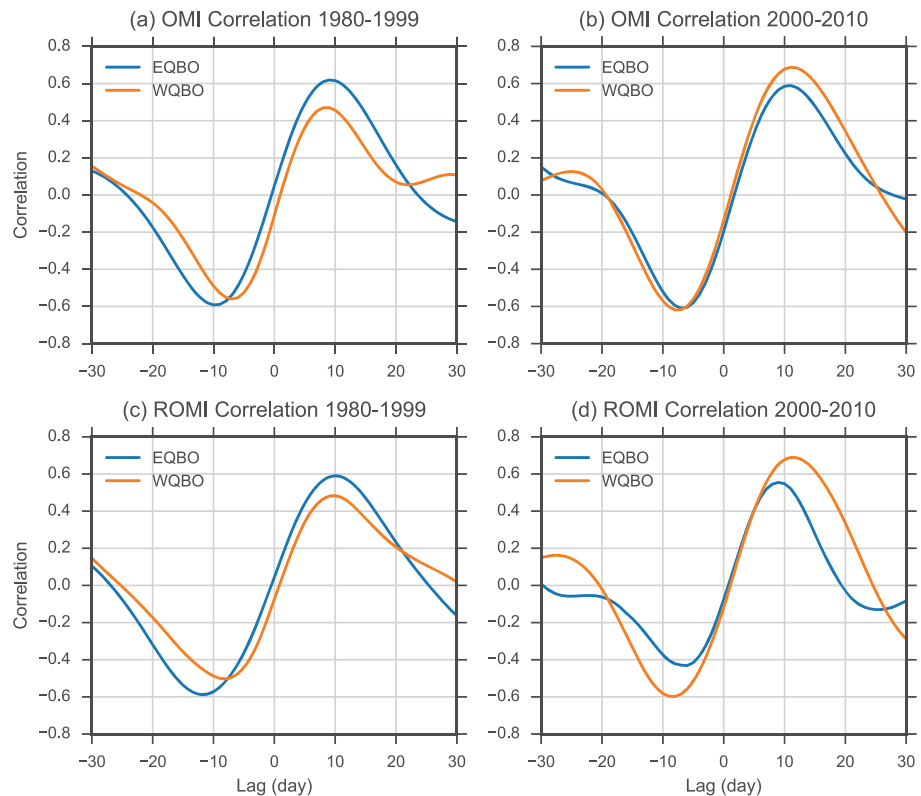 (a) OMI Correlation 1980-1999
(b) OMI Correlation 2000-2010
EQBO
WQBO
EQBO
WQBO
Correlation
0.8
0.6
0.4
0.2
0.0
−0.2
−0.4
−0.6
−0.8
0.8
0.6
0.4
0.2
0.0
−0.2
−0.4
−0.6
−0.8
−30 −20 −10 0 10 20 30
−30 −20 −10 0 10 20 30
(c) ROMI Correlation 1980-1999
(d) ROMI Correlation 2000-2010
EQBO
WQBO
EQBO
WQBO
Correlation
0.8
0.6
0.4
0.2
0.0
−0.2
−0.4
−0.6
−0.8
0.8
0.6
0.4
0.2
0.0
−0.2
−0.4
−0.6
−0.8
−30 −20 −10 0 10 20 30
−30 −20 −10 0 10 20 30
Lag (day)
Lag (day)